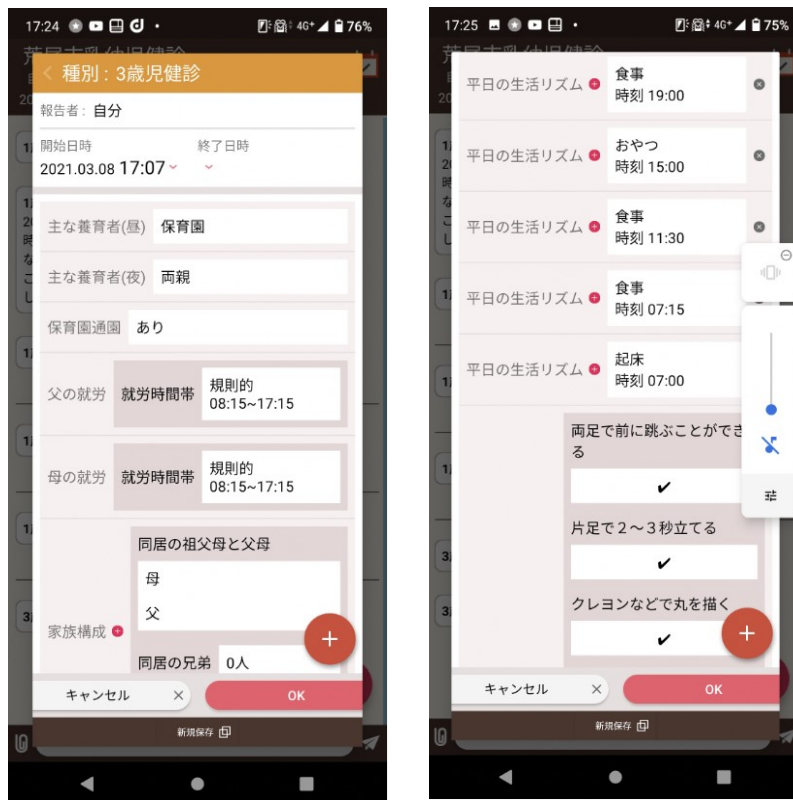 17:24
4G+ 76%
荒尾市乳幼児健診
種別 : 3歳児健診
報告者 : 自分
開始日時
終了日時
2021.03.08 17:07
主な養育者(昼)
保育園
主な養育者(夜)
両親
保育園通園
あり
父の就労
就労時間帯
規則的
08:15~17:15
母の就労
就労時間帯
規則的
08:15~17:15
家族構成
同居の祖父母と父母
母
父
同居の兄弟
0人
キャンセル
OK
新規保存
17:25
4G+ 75%
平日の生活リズム
食事
時刻 19:00
平日の生活リズム
おやつ
時刻 15:00
平日の生活リズム
食事
時刻 11:30
平日の生活リズム
食事
時刻 07:15
平日の生活リズム
起床
時刻 07:00
両足で前に跳ぶことができ
る
片足で2〜3秒立てる
クレヨンなどで丸を描く
キャンセル
OK
新規保存